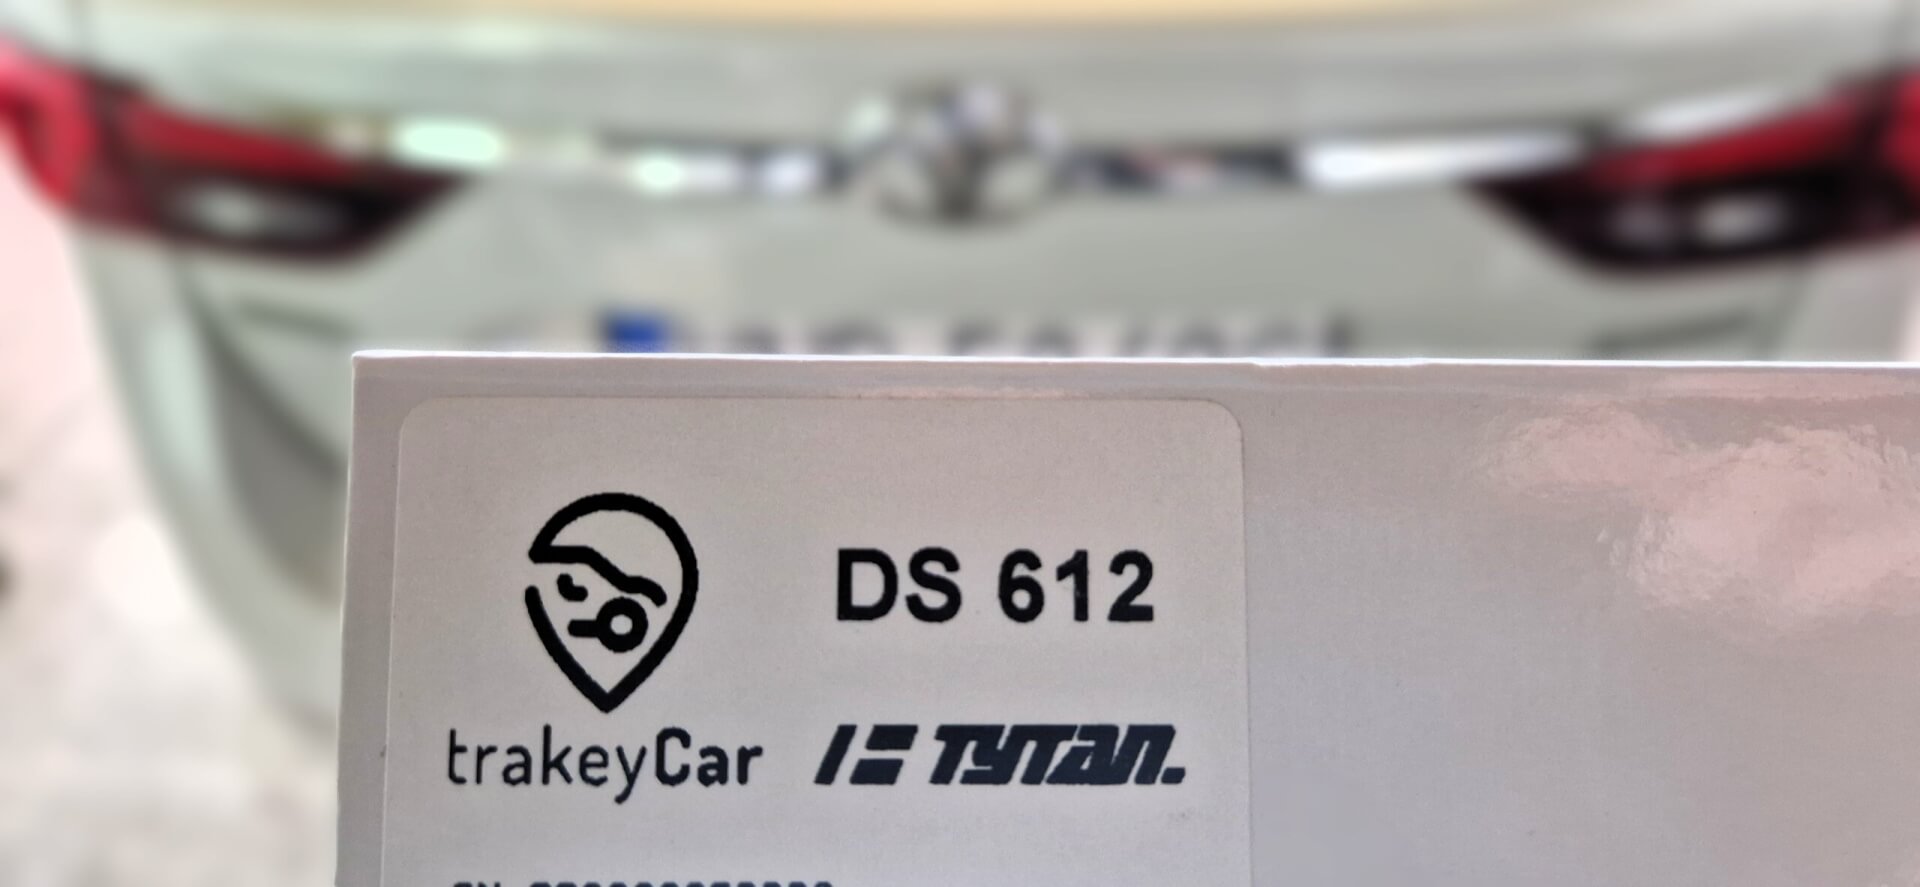 DS 612
trakeyCar TYTAN.